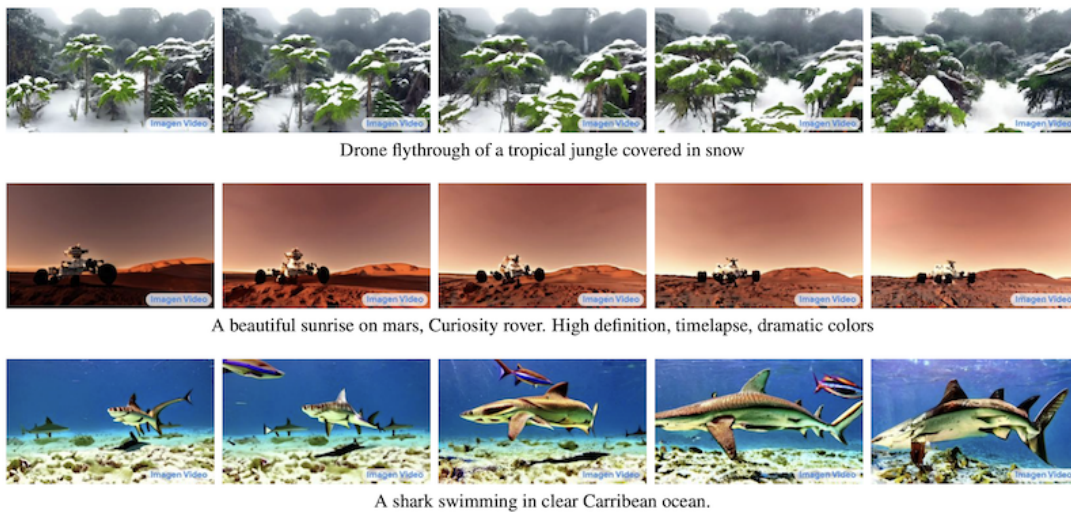 Imagen Video Imagen Video Imagen Video Imagen Video Imagen Video
Drone flythrough of a tropical jungle covered in snow
Imagen Video Imagen Video Imagen Video Imagen Video Imagen Video
A beautiful sunrise on mars, Curiosity rover. High definition, timelapse, dramatic colors
Imagen Video Imagen Video Imagen Video Imagen Video Imagen Video
A shark swimming in clear Carribean ocean.